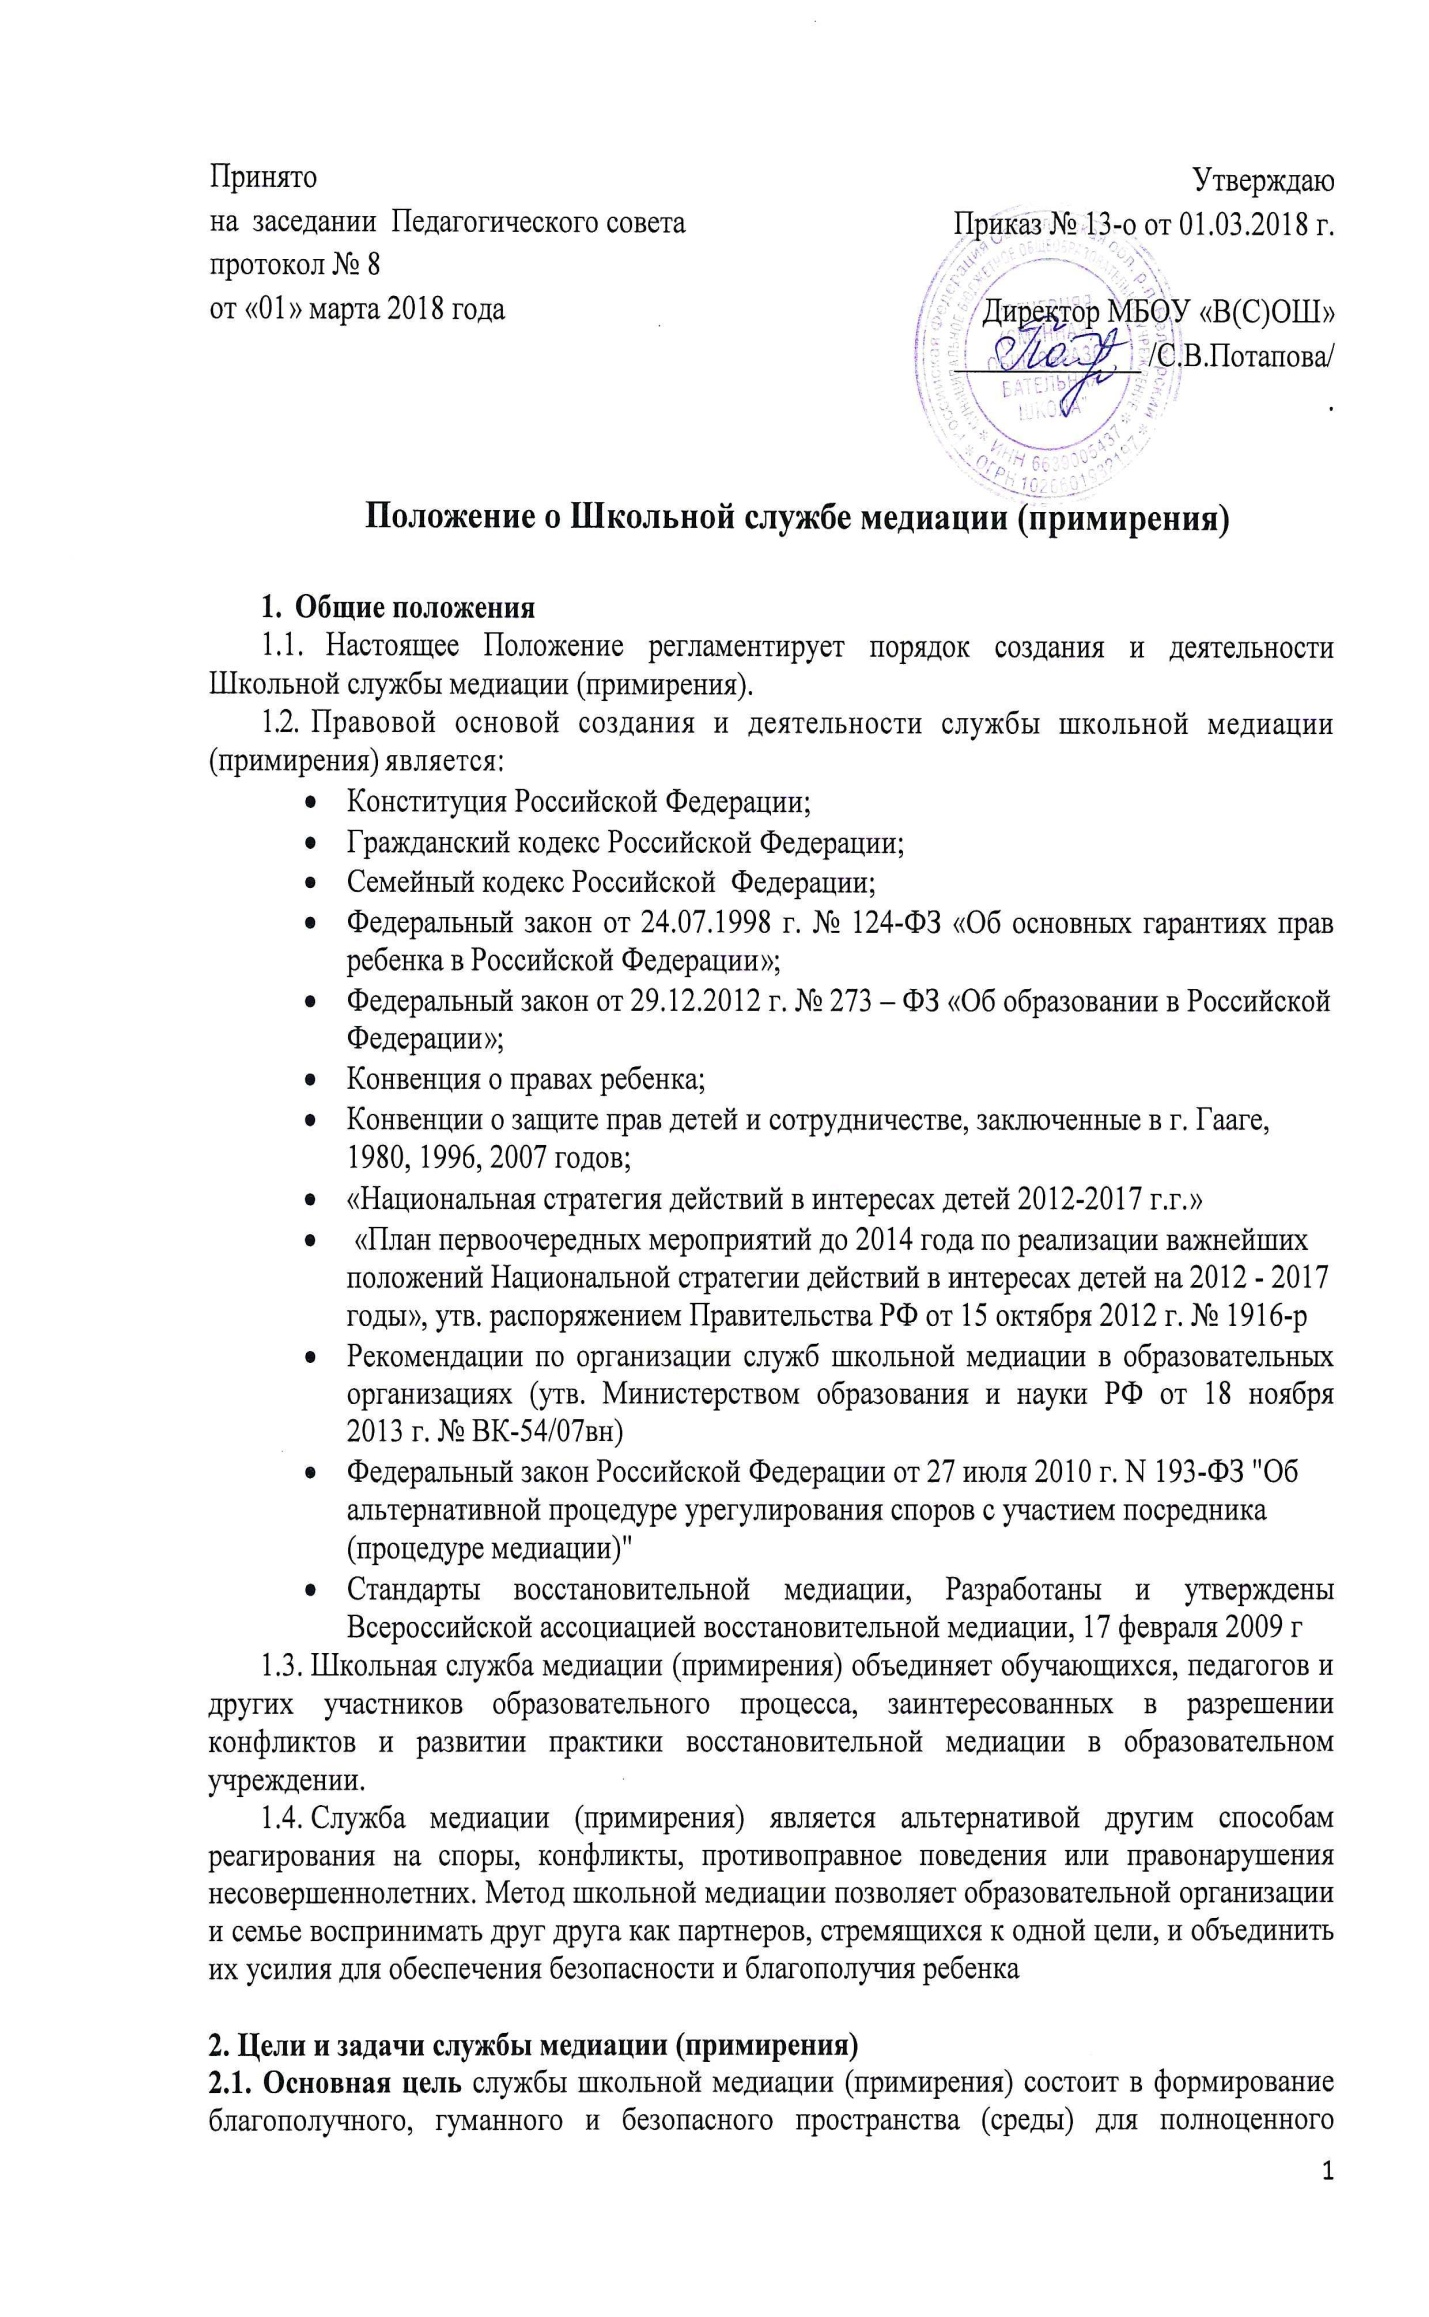 Принято
на заседании Педагогического совета
протокол № 8
от «01» марта 2018 года
Утверждаю
Приказ № 13-о от 01.03.2018 г.
Директор МБОУ «В(С)ОШ»
/С.В.Потапова/
БАТЕЛЬНАЯ
ШКОЛА"
Положение о Школьной службе медиации (примирения)
1. Общие положения
1.1. Настоящее Положение регламентирует порядок создания и деятельности
Школьной службы медиации (примирения).
1.2. Правовой основой создания и деятельности службы школьной медиации
(примирения) является:
• Конституция Российской Федерации;
• Гражданский кодекс Российской Федерации;
• Семейный кодекс Российской Федерации;
• Федеральный закон от 24.07.1998 г. № 124-ФЗ «Об основных гарантиях прав
ребенка в Российской Федерации»;
• Федеральный закон от 29.12.2012 г. № 273 – ФЗ «Об образовании в Российской
Федерации»;
• Конвенция о правах ребенка;
• Конвенции о защите прав детей и сотрудничестве, заключенные в г. Гааге,
1980, 1996, 2007 годов;
• «Национальная стратегия действий в интересах детей 2012-2017 г.г.»
• «План первоочередных мероприятий до 2014 года по реализации важнейших
положений Национальной стратегии действий в интересах детей на 2012 - 2017
годы», утв. распоряжением Правительства РФ от 15 октября 2012 г. № 1916-р
• Рекомендации по организации служб школьной медиации в образовательных
организациях (утв. Министерством образования и науки РФ от 18 ноября
2013 г. № ВК-54/07вн)
• Федеральный закон Российской Федерации от 27 июля 2010 г. N 193-ФЗ "Об
альтернативной процедуре урегулирования споров с участием посредника
(процедуре медиации)"
• Стандарты восстановительной медиации, Разработаны и утверждены
Всероссийской ассоциацией восстановительной медиации, 17 февраля 2009 г
1.3. Школьная служба медиации (примирения) объединяет обучающихся, педагогов и
других участников образовательного процесса, заинтересованных в разрешении
конфликтов и развитии практики восстановительной медиации в образовательном
учреждении.
1.4. Служба медиации (примирения) является альтернативой другим способам
реагирования на споры, конфликты, противоправное поведения или правонарушения
несовершеннолетних. Метод школьной медиации позволяет образовательной организации
и семье воспринимать друг друга как партнеров, стремящихся к одной цели, и объединить
их усилия для обеспечения безопасности и благополучия ребенка
2. Цели и задачи службы медиации (примирения)
2.1. Основная цель службы школьной медиации (примирения) состоит в формирование
благополучного, гуманного и безопасного пространства (среды) для полноценного
1